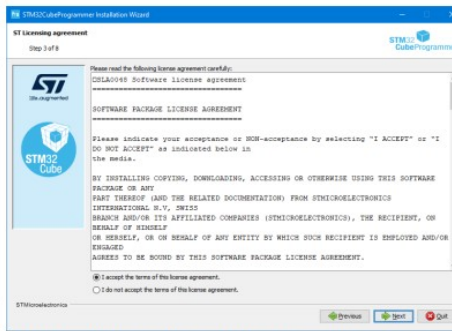 STM32CubeProgrammer Installation Wizard
ST Licensing agreement
Step 3 of 8
STM32
CubeProgrammer
Please read the following license agreement carefully:
DSLA0048 Software license agreement
==================================
SOFTWARE PACKAGE LICENSE AGREEMENT
==================================
Please indicate your acceptance or NON-acceptance by selecting "I ACCEPT" or "I
DO NOT ACCEPT" as indicated below in
the media.
BY INSTALLING COPYING, DOWNLOADING, ACCESSING OR OTHERWISE USING THIS SOFTWARE
PACKAGE OR ANY
PART THEREOF (AND THE RELATED DOCUMENTATION) FROM STMICROELECTRONICS
INTERNATIONAL N.V, SWISS
BRANCH AND/OR ITS AFFILIATED COMPANIES (STMICROELECTRONICS), THE RECIPIENT, ON
BEHALF OF HIMSELF
OR HERSELF, OR ON BEHALF OF ANY ENTITY BY WHICH SUCH RECIPIENT IS EMPLOYED AND/OR
ENGAGED
AGREES TO BE BOUND BY THIS SOFTWARE PACKAGE LICENSE AGREEMENT.
life.augmented
STM32
Cube
I accept the terms of this license agreement.
I do not accept the terms of this license agreement.
STMicroelectronics
Previous
Next
Quit